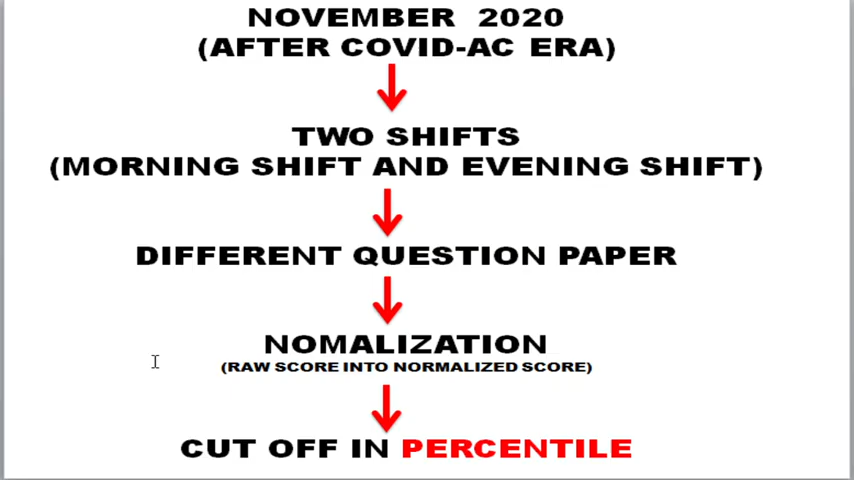 NOVEMBER 2020
(AFTER COVID-AC ERA)
TWO SHIFTS
(MORNING SHIFT AND EVENING SHIFT)
DIFFERENT QUESTION PAPER
NOMALIZATION
(RAW SCORE INTO NORMALIZED SCORE)
CUT OFF IN PERCENTILE